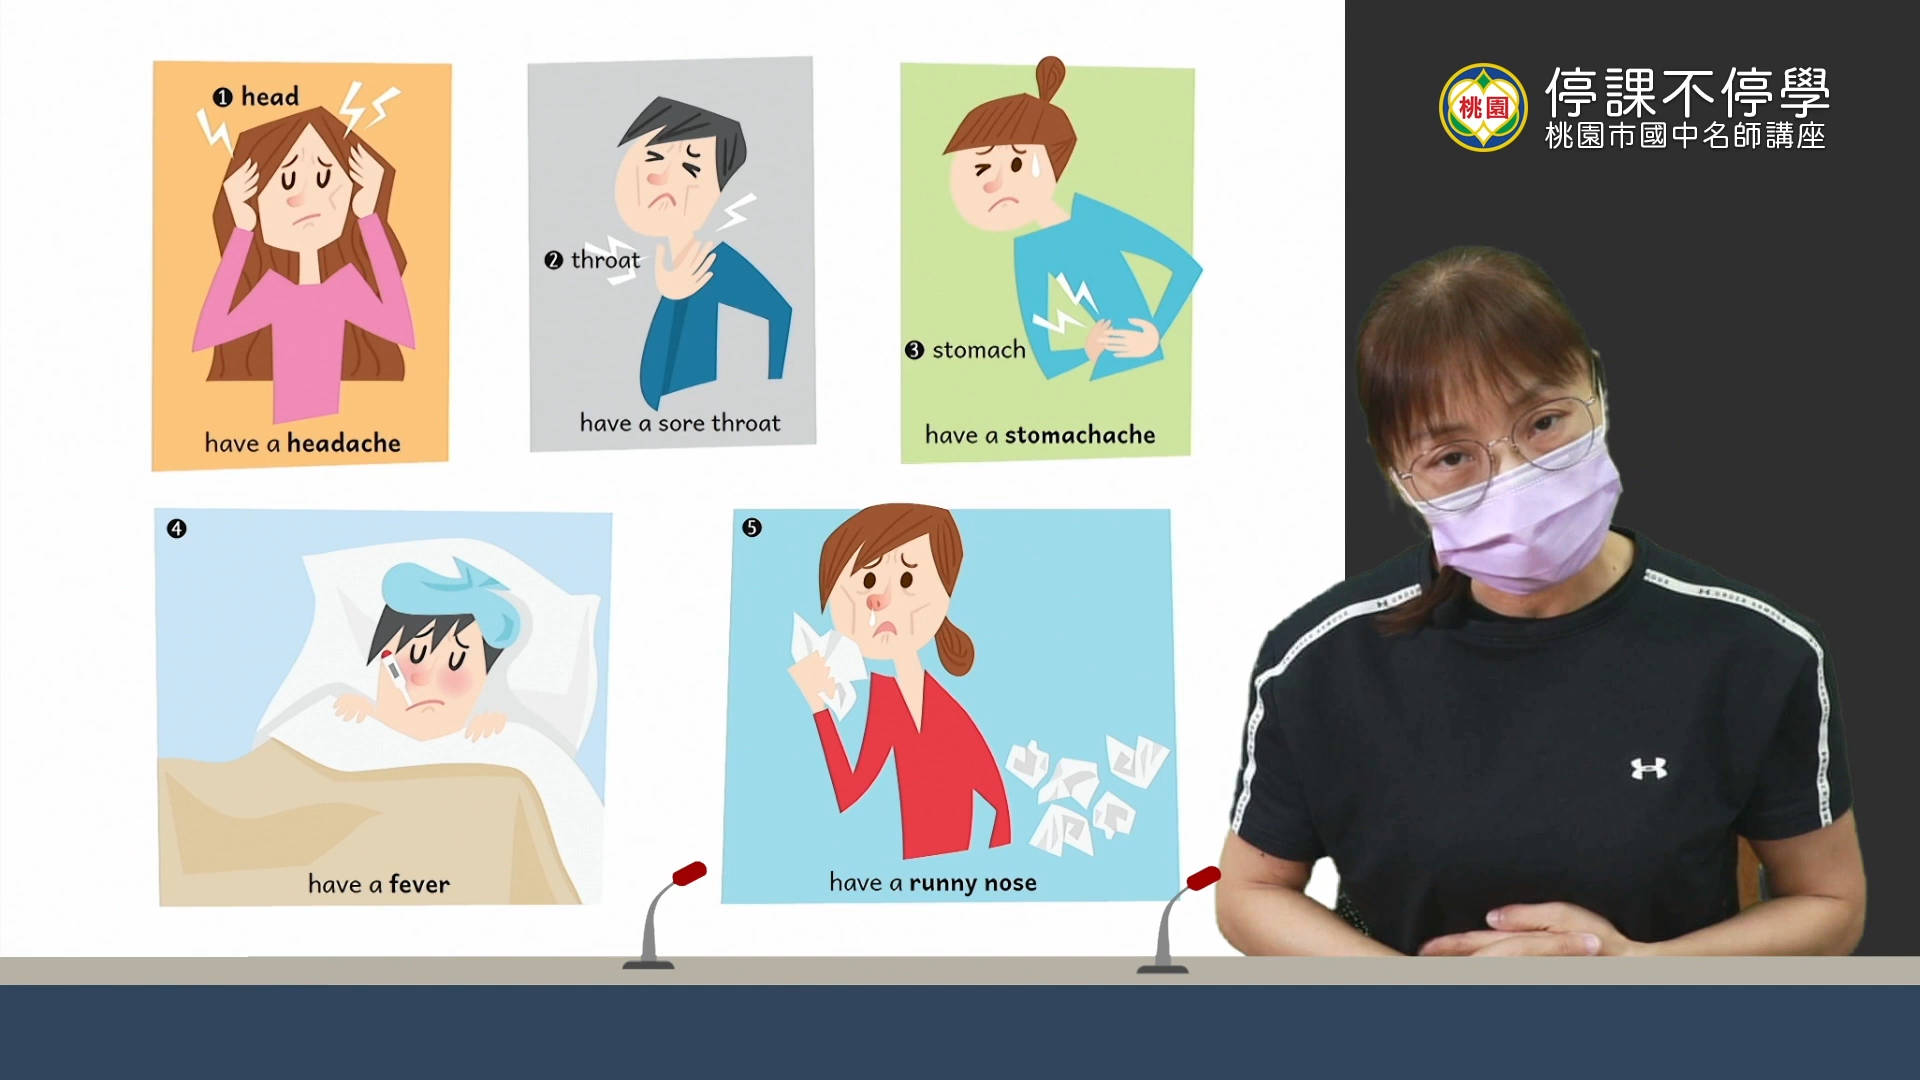 ❶ head
have a headache
❷ throat
have a sore throat
❸ stomach
have a stomachache
❹
have a fever
❺
have a runny nose
桃園
停課不停學
桃園市國中名師講座